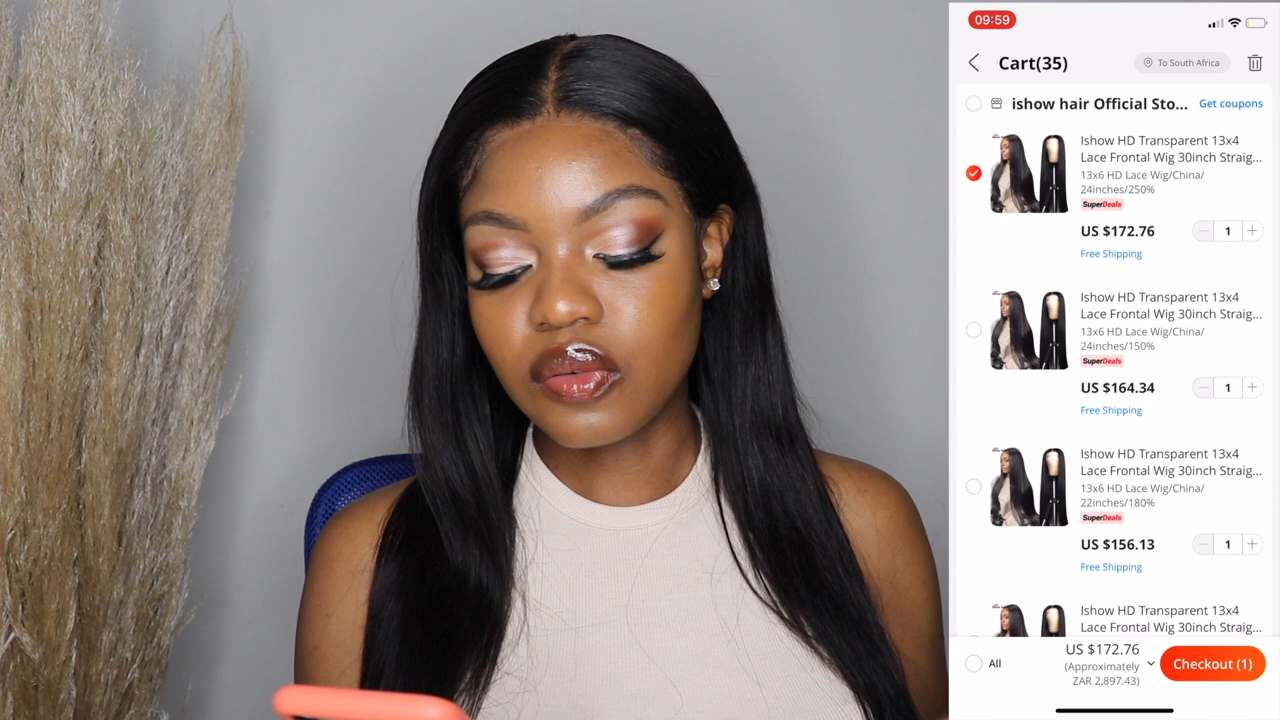 09:59
Cart(35)
To South Africa
ishow hair Official Sto...
Get coupons
Ishow HD Transparent 13x4
Lace Frontal Wig 30inch Straig...
13x6 HD Lace Wig/China/
24inches/250%
SuperDeals
US $172.76
1
Free Shipping
Ishow HD Transparent 13x4
Lace Frontal Wig 30inch Straig...
13x6 HD Lace Wig/China/
24inches/150%
SuperDeals
US $164.34
1
Free Shipping
Ishow HD Transparent 13x4
Lace Frontal Wig 30inch Straig...
13x6 HD Lace Wig/China/
22inches/180%
SuperDeals
US $156.13
1
Free Shipping
Ishow HD Transparent 13x4
Lace Frontal Wig 30inch Straig...
All
US $172.76
(Approximately
ZAR 2,897.43)
Checkout (1)